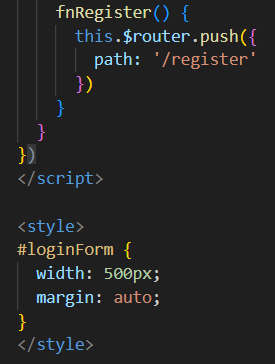 fnRegister() {
this.$router.push({
path: '/register'
})
}
}
})
</script>
<style>
#loginForm {
width: 500px;
margin: auto;
}
</style>